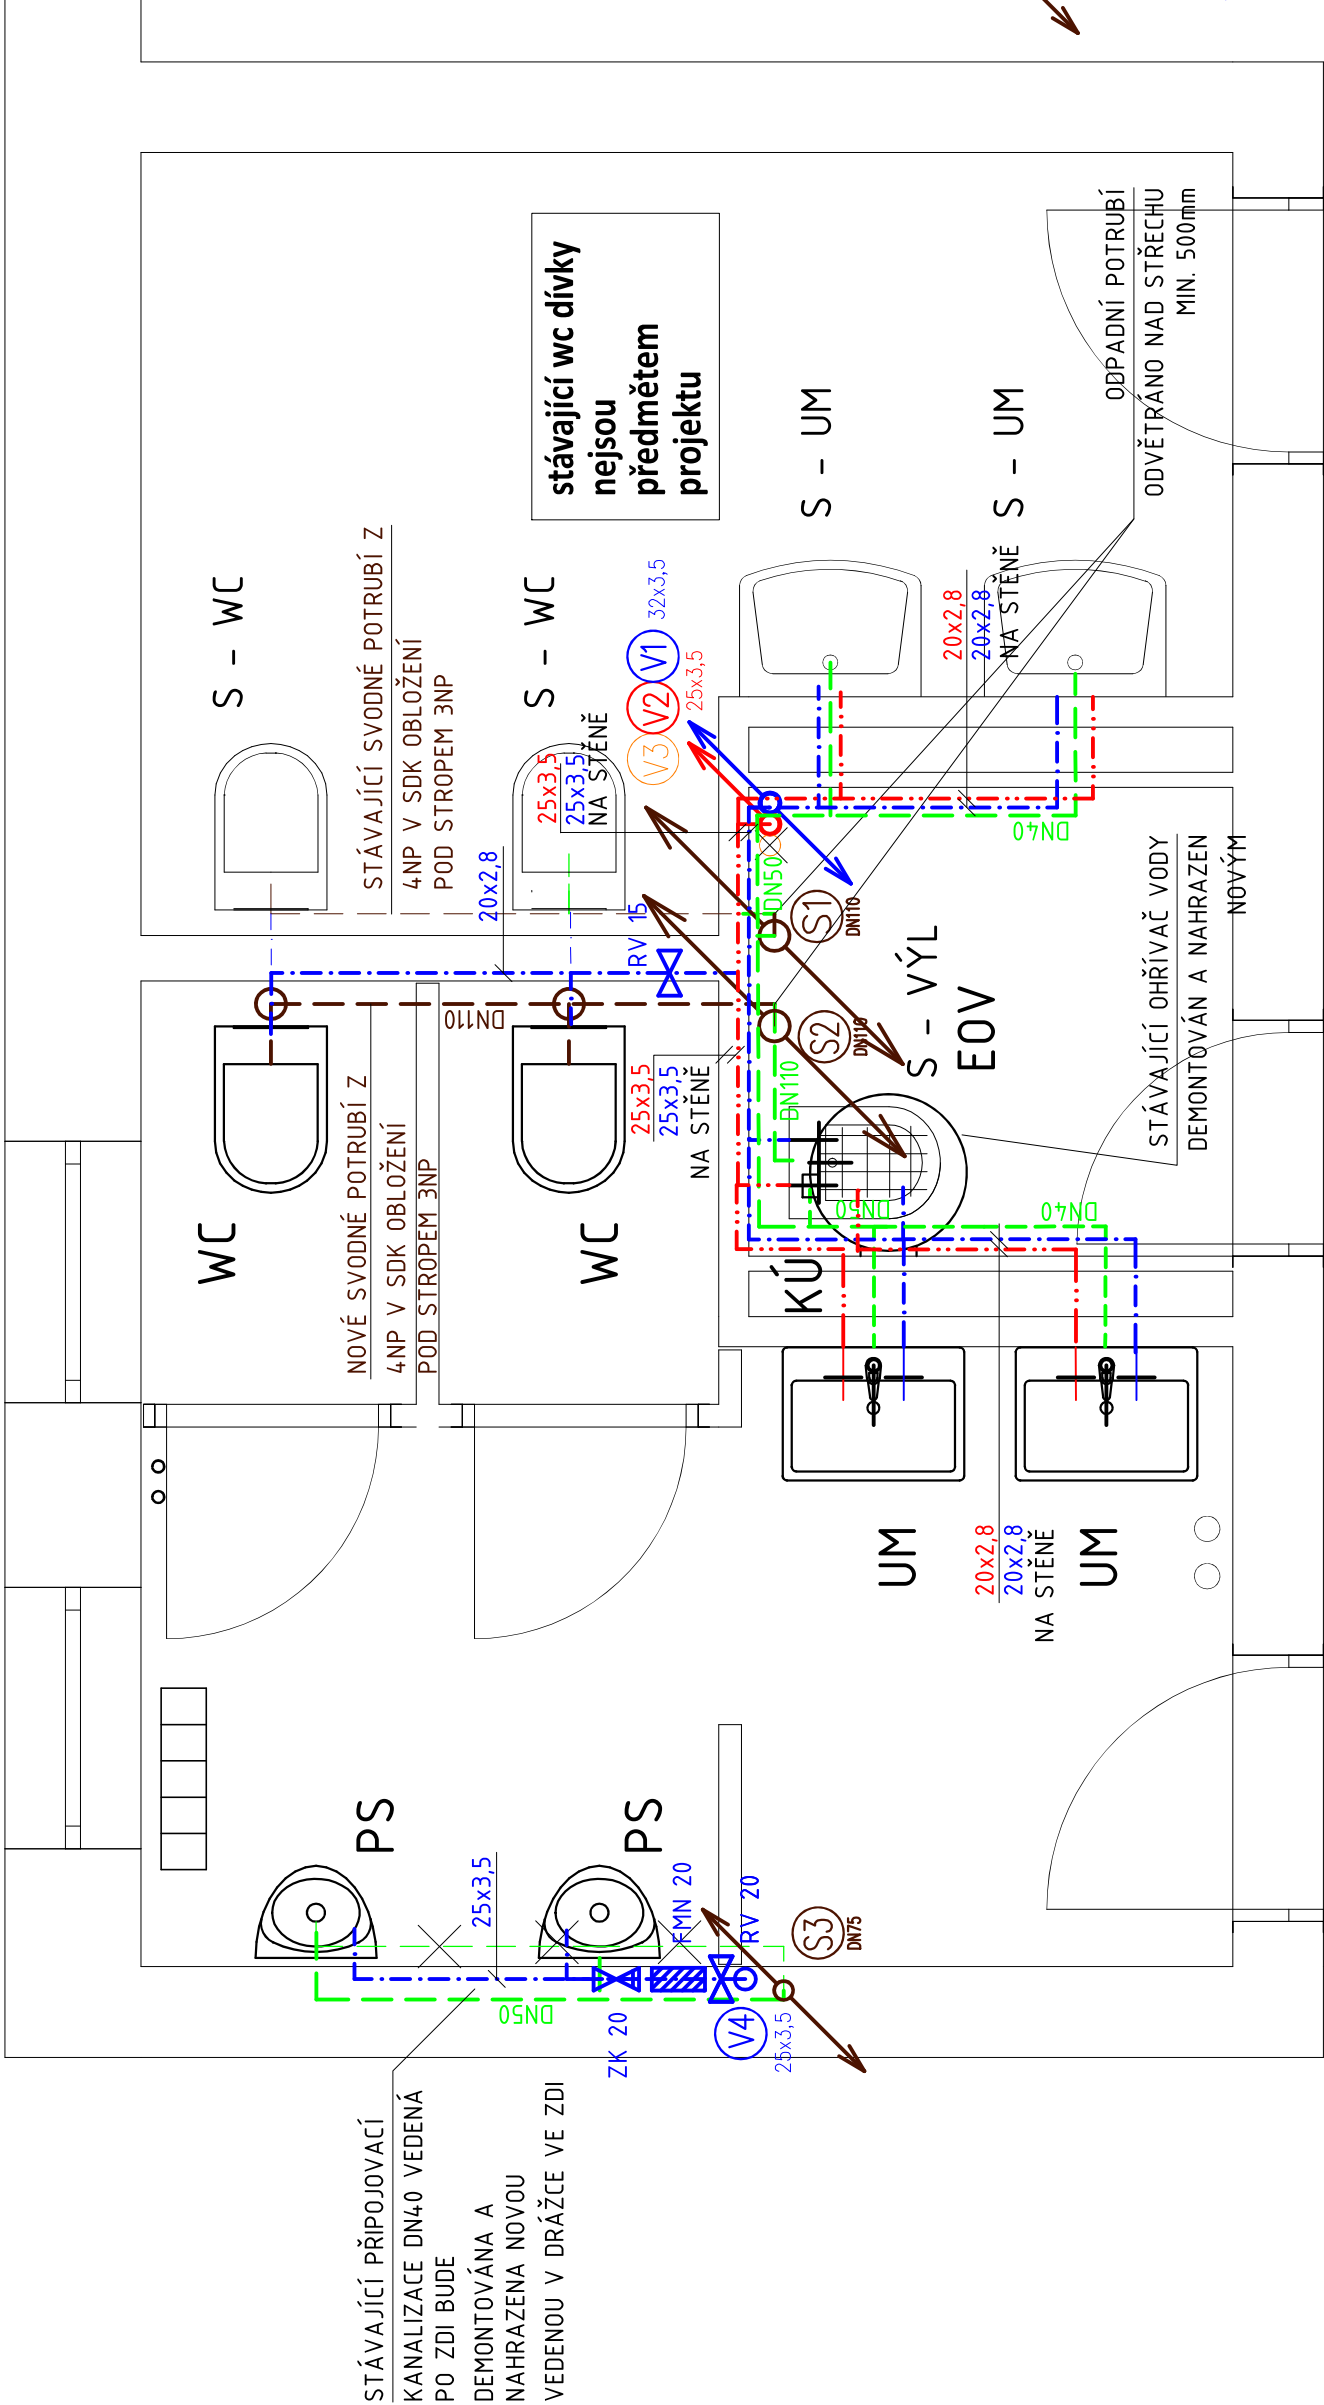 STÁVAJÍCÍ PŘIPOJOVACÍ
KANALIZACE DN40 VEDENÁ
PO ZDI BUDE
DEMONTOVÁNA A
NAHRAZENA NOVOU
VEDENOU V DRÁŽCE VE ZDI
PS
PS
25x3,5
DN50
ZK 20
FMN 20
RV 20
V4
25x3,5
S3
DN75
WC
WC
NOVÉ SVODNÉ POTRUBÍ Z
4NP V SDK OBLOŽENÍ
POD STROPEM 3NP
DN110
UM
UM
20x2,8
20x2,8
NA STĚNĚ
KÚ
DN50
DN40
25x3,5
25x3,5
NA STĚNĚ
DN110
S2
DN110
S1
DN110
S - VÝL
EOV
STÁVAJÍCÍ OHŘÍVAČ VODY
DEMONTOVÁN A NAHRAZEN
NOVÝM
S - WC
S - WC
STÁVAJÍCÍ SVODNÉ POTRUBÍ Z
4NP V SDK OBLOŽENÍ
POD STROPEM 3NP
20x2,8
RV 15
25x3,5
25x3,5
NA STĚNĚ
V3
V2
V1
32x3,5
25x3,5
DN50
DN40
20x2,8
20x2,8
NA STĚNĚ
S - UM
S - UM
stávající wc dívky
nejsou
předmětem
projektu
ODPADNÍ POTRUBÍ
ODVĚTRÁNO NAD STŘECHU
MIN. 500mm